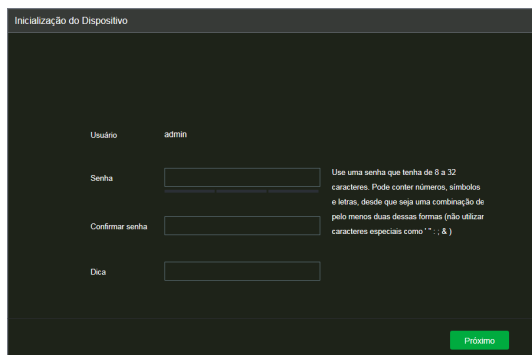 Inicialização do Dispositivo
Usuário admin
Senha
Use uma senha que tenha de 8 a 32
caracteres. Pode conter números, símbolos
e letras, desde que seja uma combinação de
pelo menos duas dessas formas (não utilizar
caracteres especiais como ' " : ; & )
Confirmar senha
Dica
Próximo